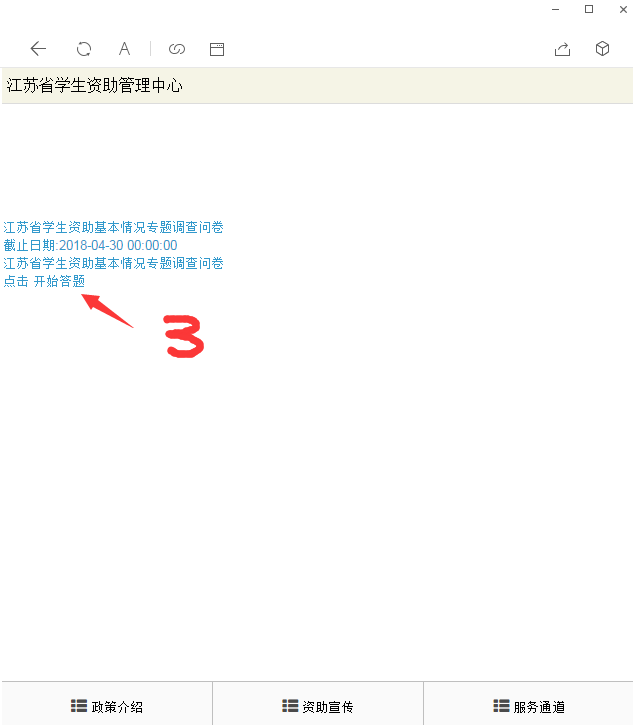 A
江苏省学生资助管理中心
江苏省学生资助基本情况专题调查问卷
截止日期:2018-04-30 00:00:00
江苏省学生资助基本情况专题调查问卷
点击 开始答题
3
政策介绍
资助宣传
服务通道